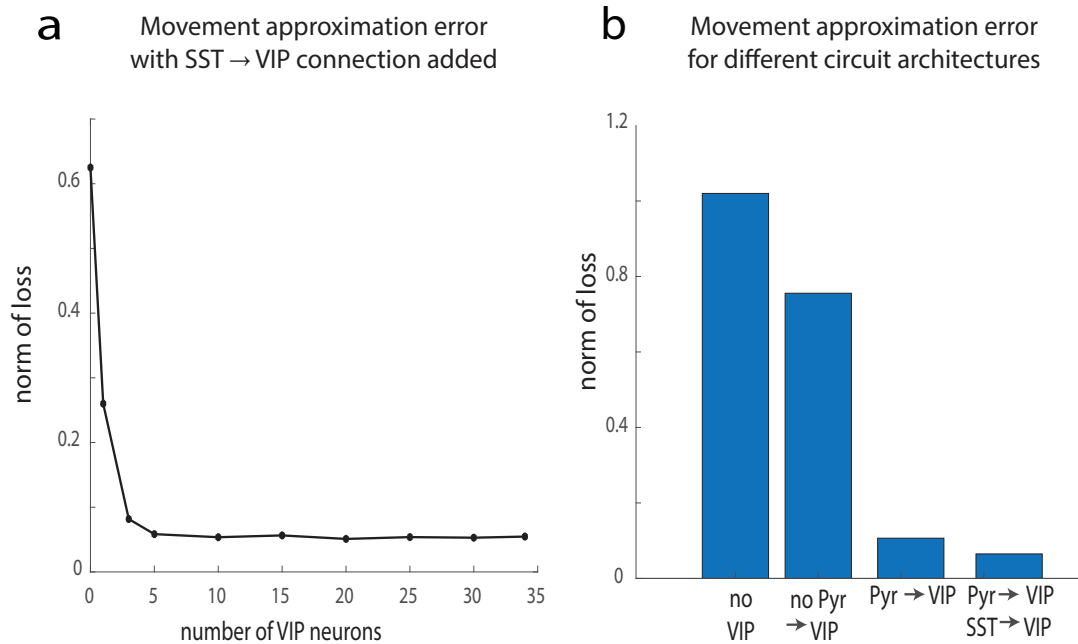 a
Movement approximation error
with SST → VIP connection added
norm of loss
0.6
0.4
0.2
0
0 5 10 15 20 25 30 35
number of VIP neurons
b
Movement approximation error
for different circuit architectures
norm of loss
1.2
0.8
0.4
0
no
VIP
no Pyr
→ VIP
Pyr → VIP
Pyr → VIP
SST → VIP